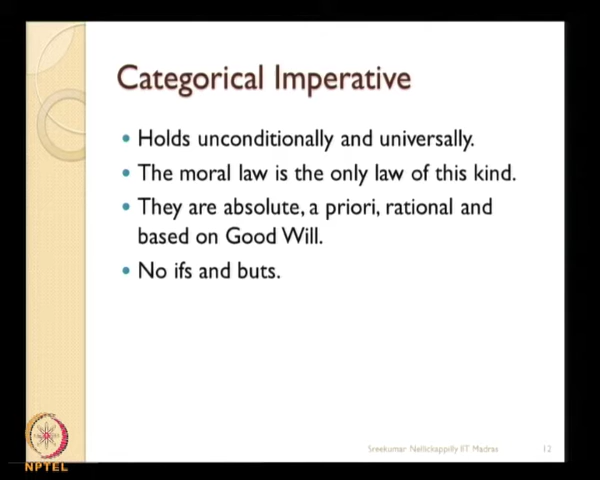 Categorical Imperative
• Holds unconditionally and universally.
• The moral law is the only law of this kind.
• They are absolute, a priori, rational and
based on Good Will.
• No ifs and buts.
Sreekumar Nellickappilly IIT Madras 12
NPTEL